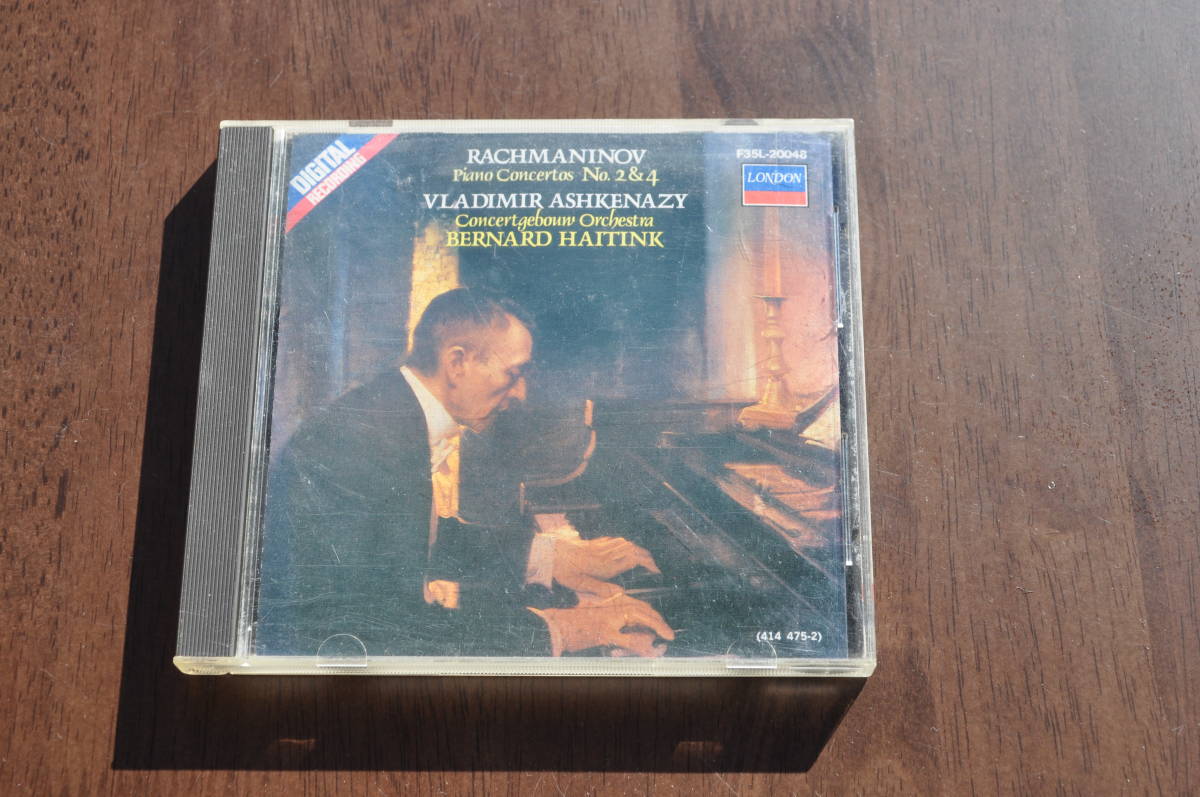 DIGITAL
RECORDING
RACHMANINOV
Piano Concertos No. 2 & 4
VLADIMIR ASHKENAZY
Concertgebouw Orchestra
BERNARD HAITINK
F35L-20048
LONDON
(414 475-2)